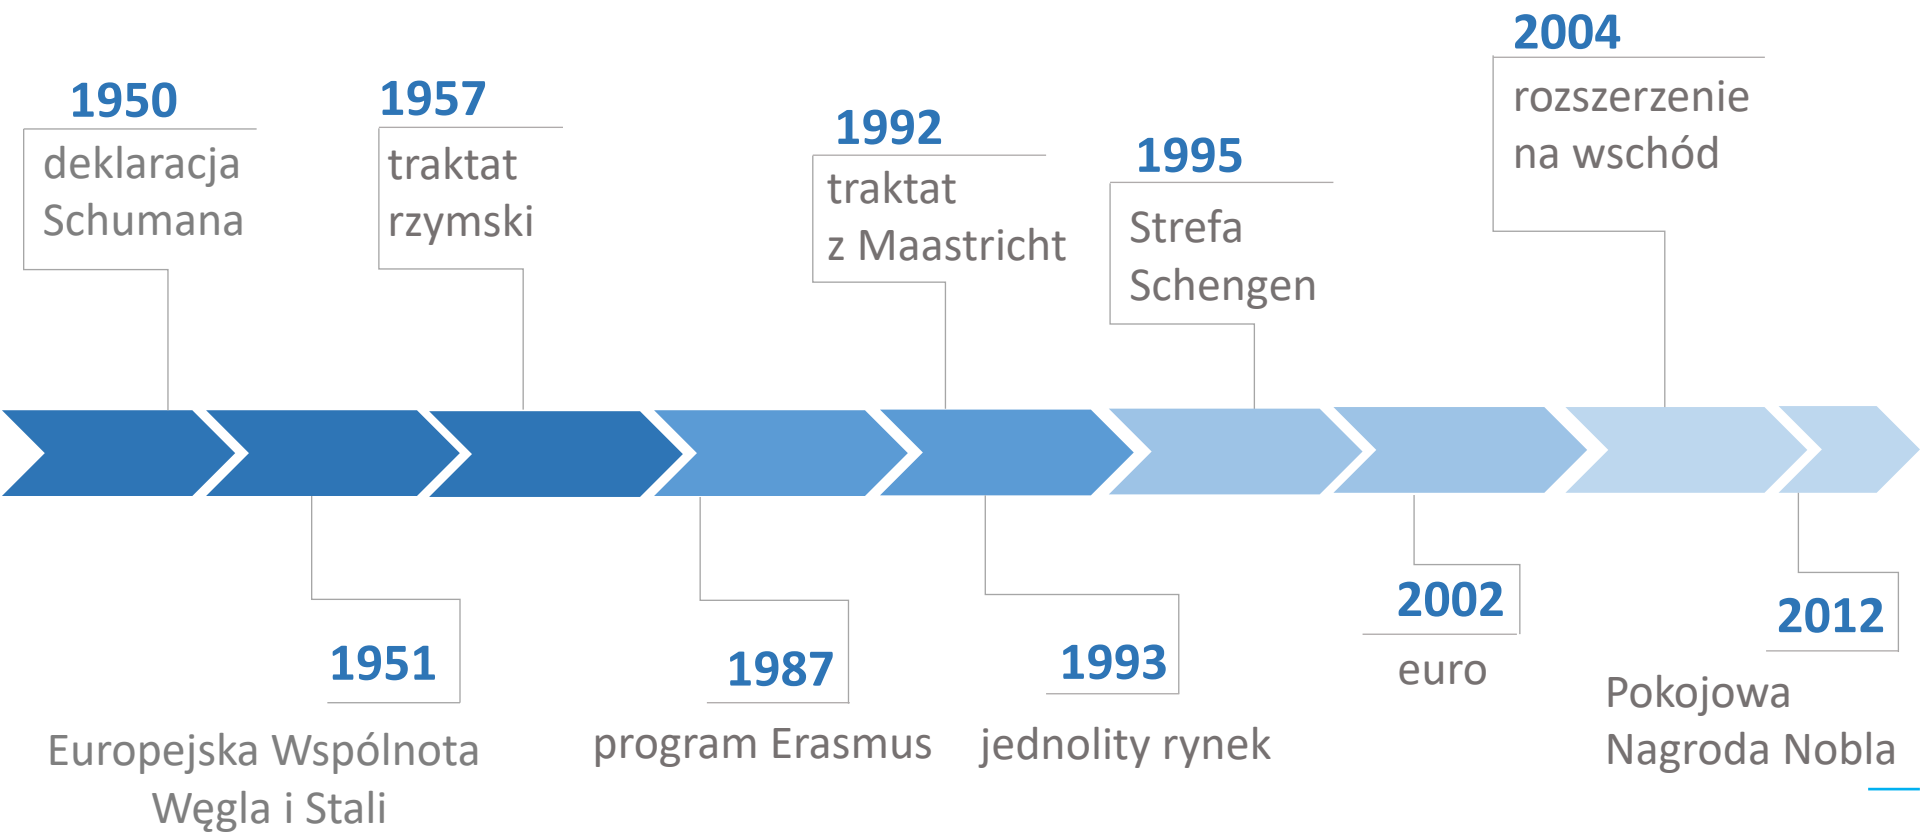 1950
deklaracja
Schumana
1951
Europejska Wspólnota
Węgla i Stali
1957
traktat
rzymski
1987
program Erasmus
1992
traktat
z Maastricht
1993
jednolity rynek
1995
Strefa
Schengen
2002
euro
2004
rozszerzenie
na wschód
2012
Pokojowa
Nagroda Nobla